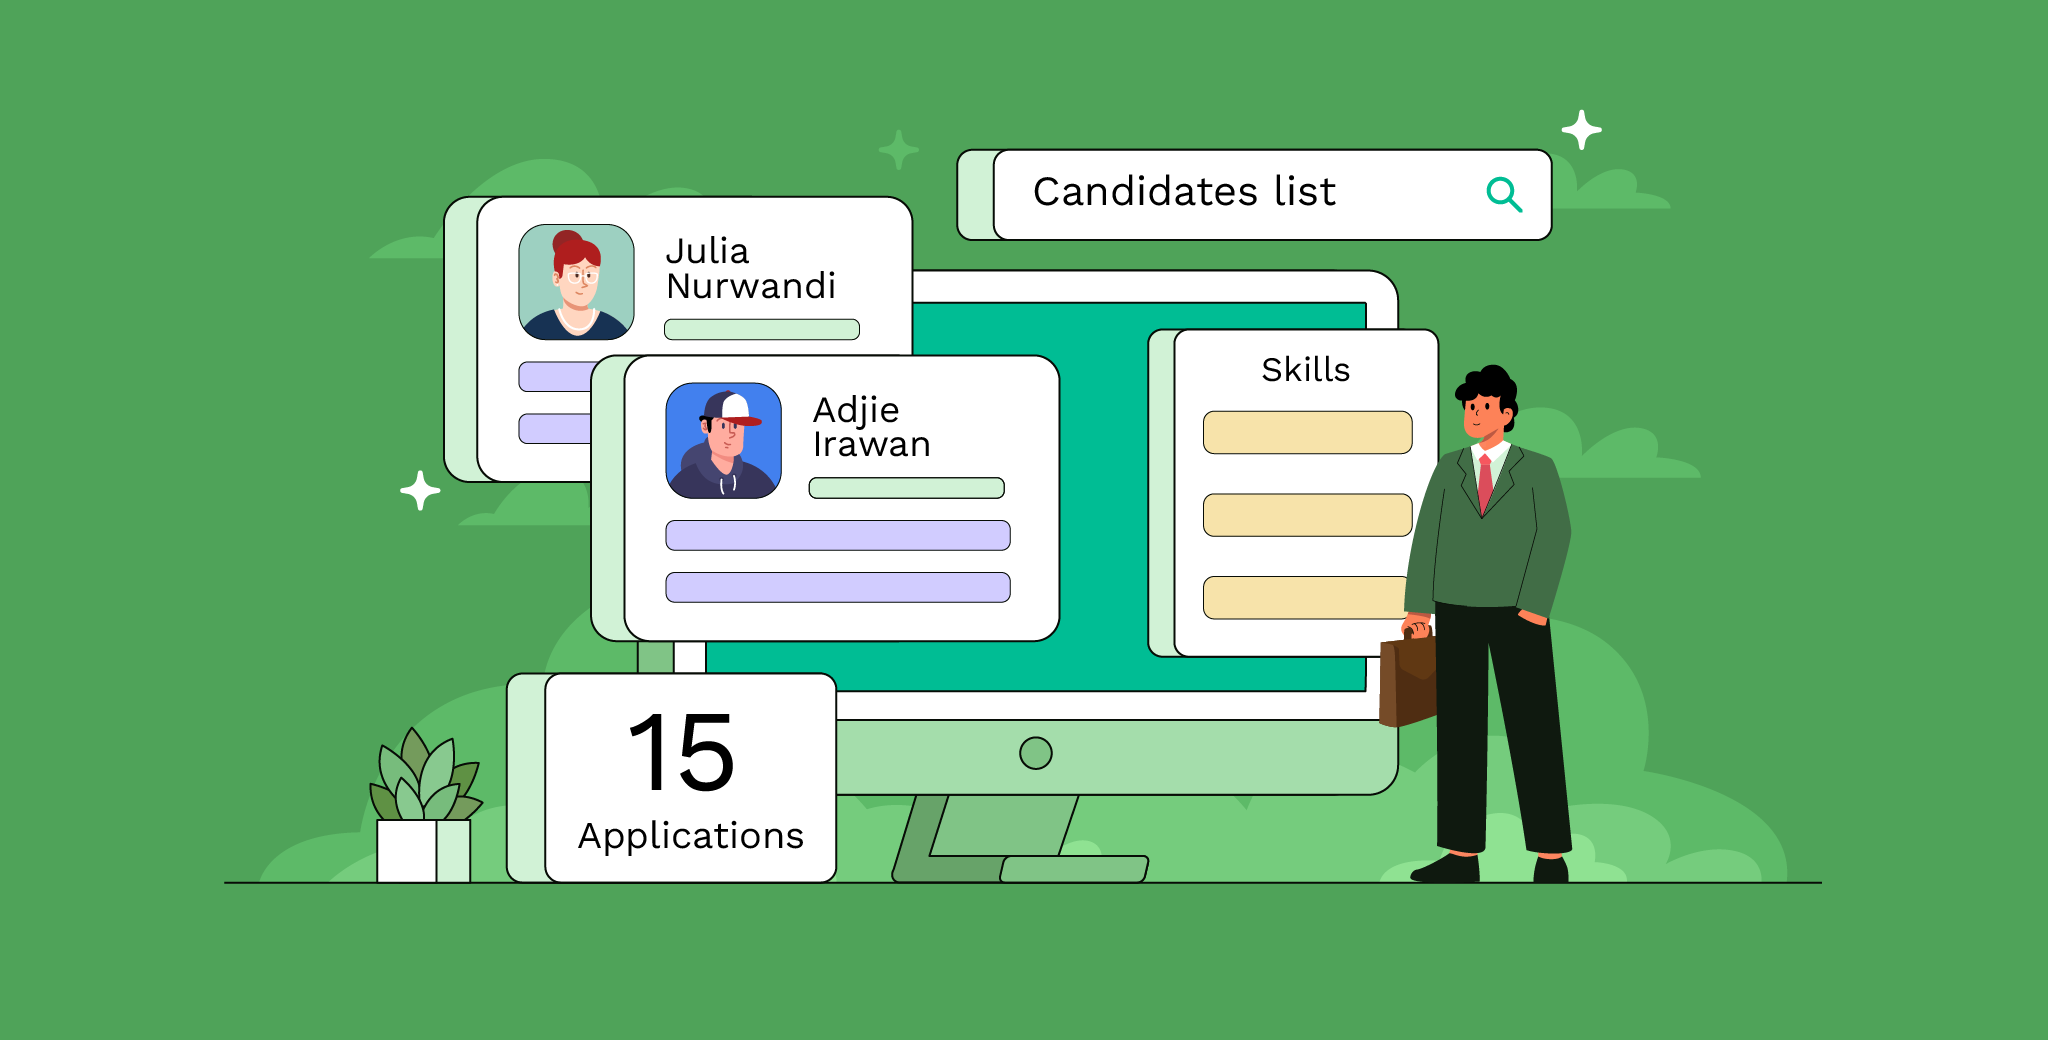 Candidates list
Julia
Nurwandi
Adjie
Irawan
Skills
15
Applications